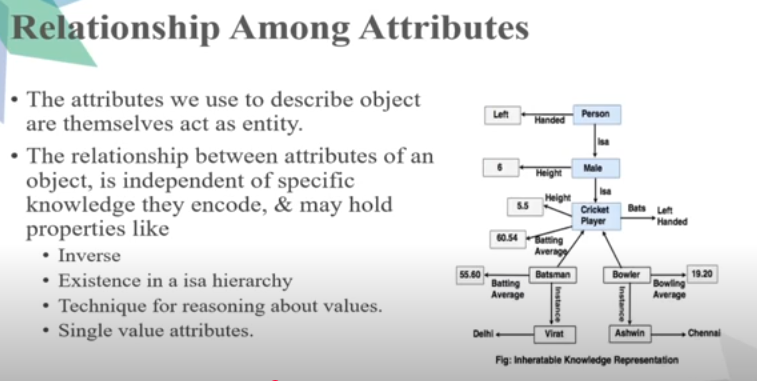 Relationship Among Attributes
• The attributes we use to describe object
are themselves act as entity.
• The relationship between attributes of an
object, is independent of specific
knowledge they encode, & may hold
properties like
• Inverse
• Existence in a isa hierarchy
• Technique for reasoning about values.
• Single value attributes.
Left
Handed
Person
Isa
6
Height
Male
Isa
5.5
Height
Cricket
Player
Bats
Left
Handed
60.54
Batting
Average
55.60
Batting
Average
Batsman
Bowler
Bowling
Average
19.20
Instance
Instance
Delhi
Virat
Ashwin
Chennai
Fig: Inheratable Knowledge Representation